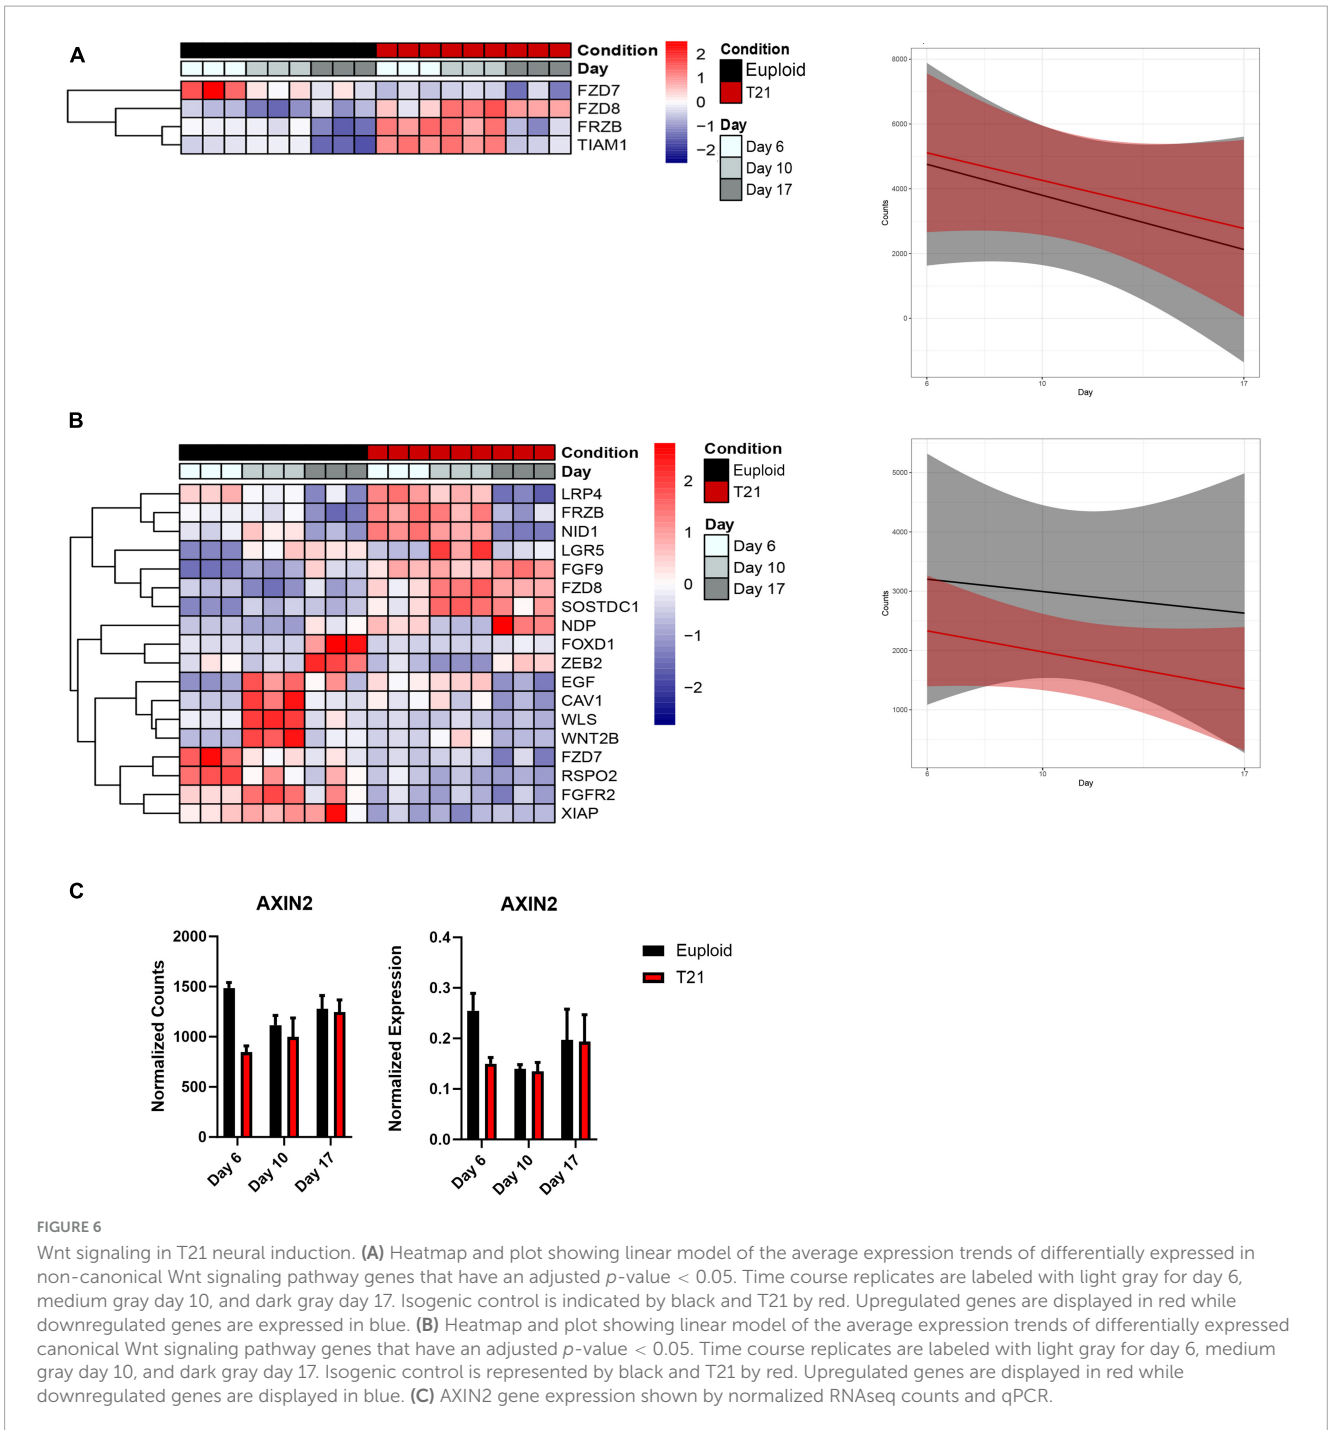 A
Condition
Day
FZD7
FZD8
FRZB
TIAM1
2
1
0
−1
−2
Condition
Euploid
T21
Day
Day 6
Day 10
Day 17
8000
6000
4000
2000
0
Counts
6
10
17
Day
B
Condition
Day
LRP4
FRZB
NID1
LGR5
FGF9
FZD8
SOSTDC1
NDP
FOXD1
ZEB2
EGF
CAV1
WLS
WNT2B
FZD7
RSPO2
FGFR2
XIAP
2
1
0
−1
−2
Condition
Euploid
T21
Day
Day 6
Day 10
Day 17
5000
4000
3000
2000
1000
Counts
6
10
17
Day
C
AXIN2
Normalized Counts
2000
1500
1000
500
0
Day 6
Day 10
Day 17
AXIN2
Normalized Expression
0.4
0.3
0.2
0.1
0.0
Day 6
Day 10
Day 17
Euploid
T21
FIGURE 6
Wnt signaling in T21 neural induction. (A) Heatmap and plot showing linear model of the average expression trends of differentially expressed in
non-canonical Wnt signaling pathway genes that have an adjusted p-value < 0.05. Time course replicates are labeled with light gray for day 6,
medium gray day 10, and dark gray day 17. Isogenic control is indicated by black and T21 by red. Upregulated genes are displayed in red while
downregulated genes are expressed in blue. (B) Heatmap and plot showing linear model of the average expression trends of differentially expressed
canonical Wnt signaling pathway genes that have an adjusted p-value < 0.05. Time course replicates are labeled with light gray for day 6, medium
gray day 10, and dark gray day 17. Isogenic control is represented by black and T21 by red. Upregulated genes are displayed in red while
downregulated genes are displayed in blue. (C) AXIN2 gene expression shown by normalized RNAseq counts and qPCR.